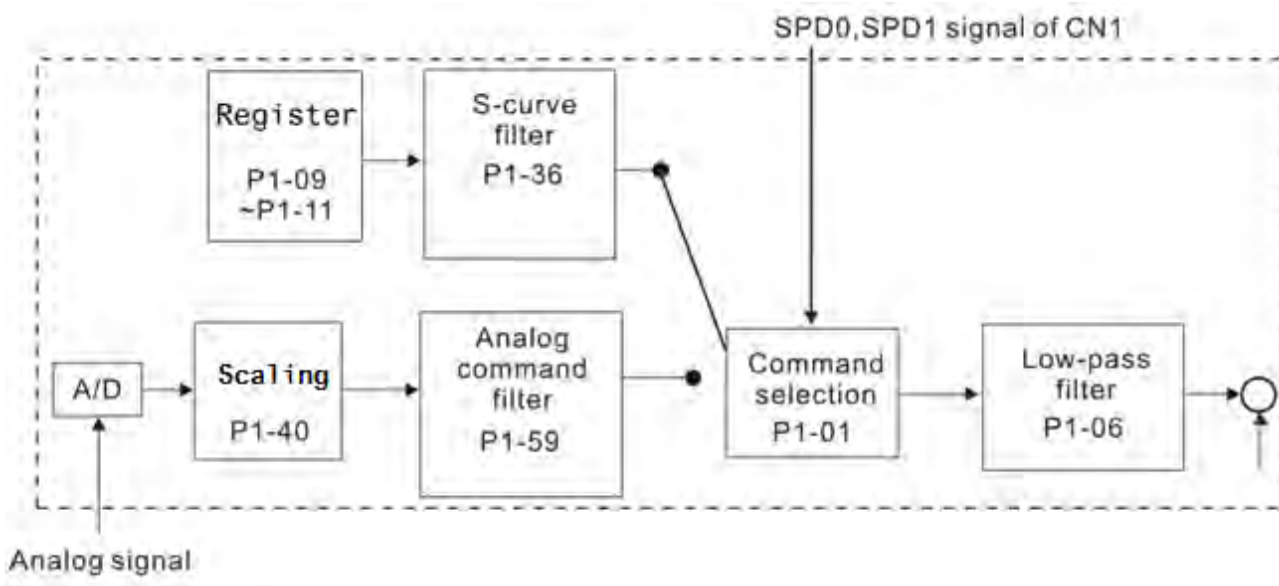 SPD0,SPD1 signal of CN1
Register
P1-09
~P1-11
S-curve
filter
P1-36
A/D
Scaling
P1-40
Analog
command
filter
P1-59
Command
selection
P1-01
Low-pass
filter
P1-06
Analog signal